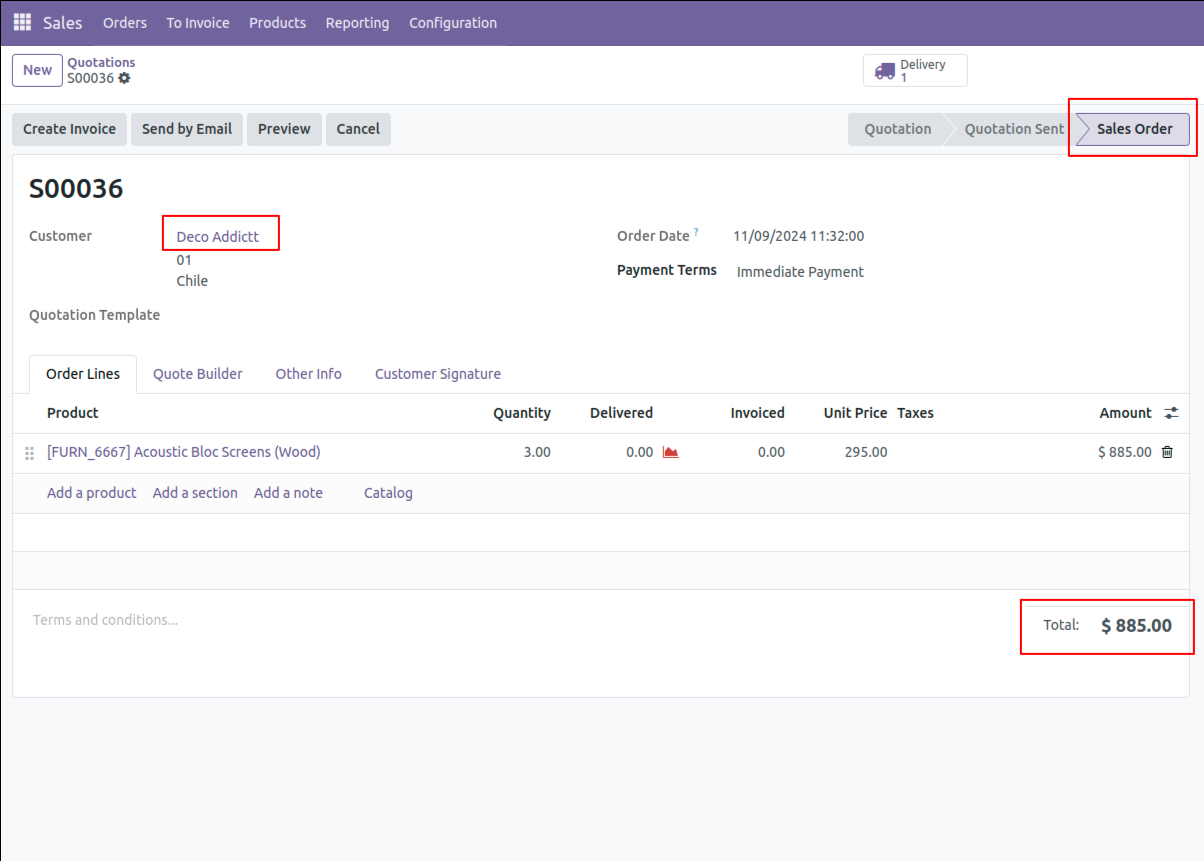 Sales Orders To Invoice Products Reporting Configuration
New Quotations
S00036
Delivery
1
Create Invoice Send by Email Preview Cancel Quotation Quotation Sent Sales Order
S00036
Customer Deco Addictt Order Date ? 11/09/2024 11:32:00
01
Chile
Payment Terms Immediate Payment
Quotation Template
Order Lines Quote Builder Other Info Customer Signature
Product Quantity Delivered Invoiced Unit Price Taxes Amount
[FURN_6667] Acoustic Bloc Screens (Wood) 3.00 0.00 0.00 295.00 $ 885.00
Add a product Add a section Add a note Catalog
Terms and conditions...
Total: $ 885.00